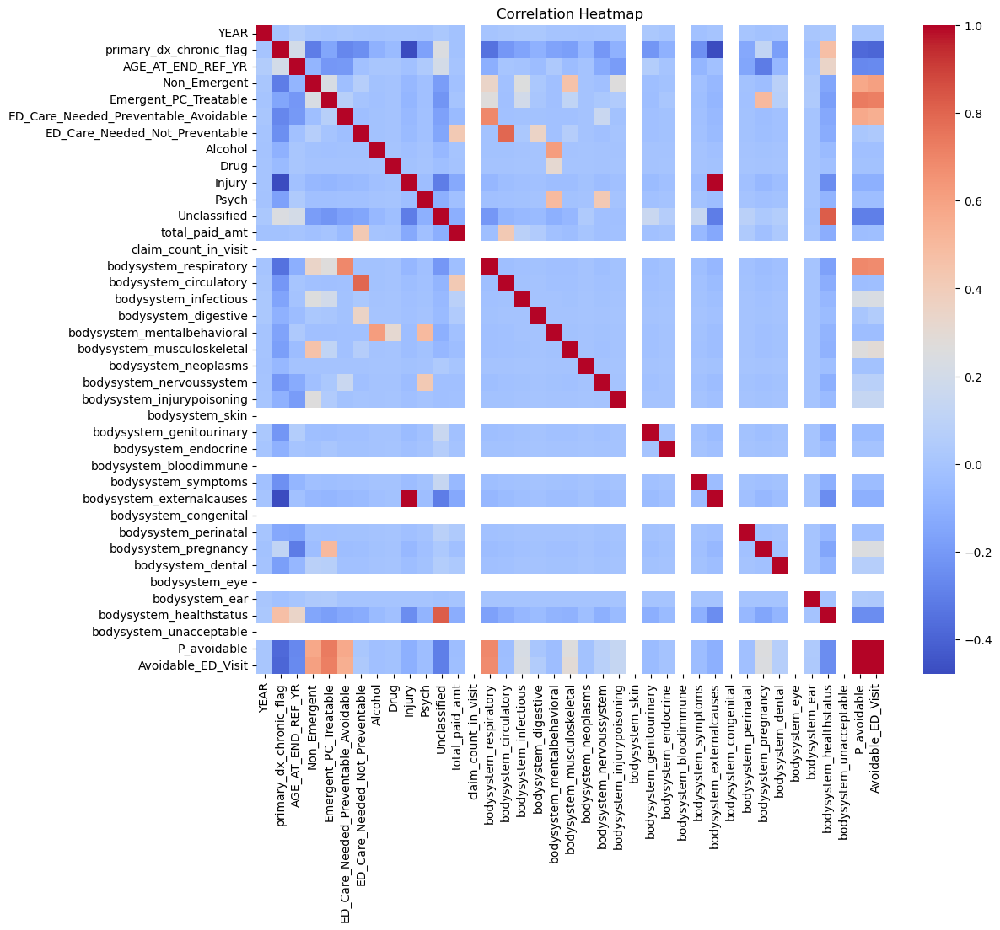 Correlation Heatmap
YEAR
primary_dx_chronic_flag
AGE_AT_END_REF_YR
Non_Emergent
Emergent_PC_Treatable
ED_Care_Needed_Preventable_Avoidable
ED_Care_Needed_Not_Preventable
Alcohol
Drug
Injury
Psych
Unclassified
total_paid_amt
claim_count_in_visit
bodysystem_respiratory
bodysystem_circulatory
bodysystem_infectious
bodysystem_digestive
bodysystem_mentalbehavioral
bodysystem_musculoskeletal
bodysystem_neoplasms
bodysystem_nervoussystem
bodysystem_injurypoisoning
bodysystem_skin
bodysystem_genitourinary
bodysystem_endocrine
bodysystem_bloodimmune
bodysystem_symptoms
bodysystem_externalcauses
bodysystem_congenital
bodysystem_perinatal
bodysystem_pregnancy
bodysystem_dental
bodysystem_eye
bodysystem_ear
bodysystem_healthstatus
bodysystem_unacceptable
P_avoidable
Avoidable_ED_Visit
YEAR
primary_dx_chronic_flag
AGE_AT_END_REF_YR
Non_Emergent
Emergent_PC_Treatable
ED_Care_Needed_Preventable_Avoidable
ED_Care_Needed_Not_Preventable
Alcohol
Drug
Injury
Psych
Unclassified
total_paid_amt
claim_count_in_visit
bodysystem_respiratory
bodysystem_circulatory
bodysystem_infectious
bodysystem_digestive
bodysystem_mentalbehavioral
bodysystem_musculoskeletal
bodysystem_neoplasms
bodysystem_nervoussystem
bodysystem_injurypoisoning
bodysystem_skin
bodysystem_genitourinary
bodysystem_endocrine
bodysystem_bloodimmune
bodysystem_symptoms
bodysystem_externalcauses
bodysystem_congenital
bodysystem_perinatal
bodysystem_pregnancy
bodysystem_dental
bodysystem_eye
bodysystem_ear
bodysystem_healthstatus
bodysystem_unacceptable
P_avoidable
Avoidable_ED_Visit
1.0
0.8
0.6
0.4
0.2
0.0
−0.2
−0.4